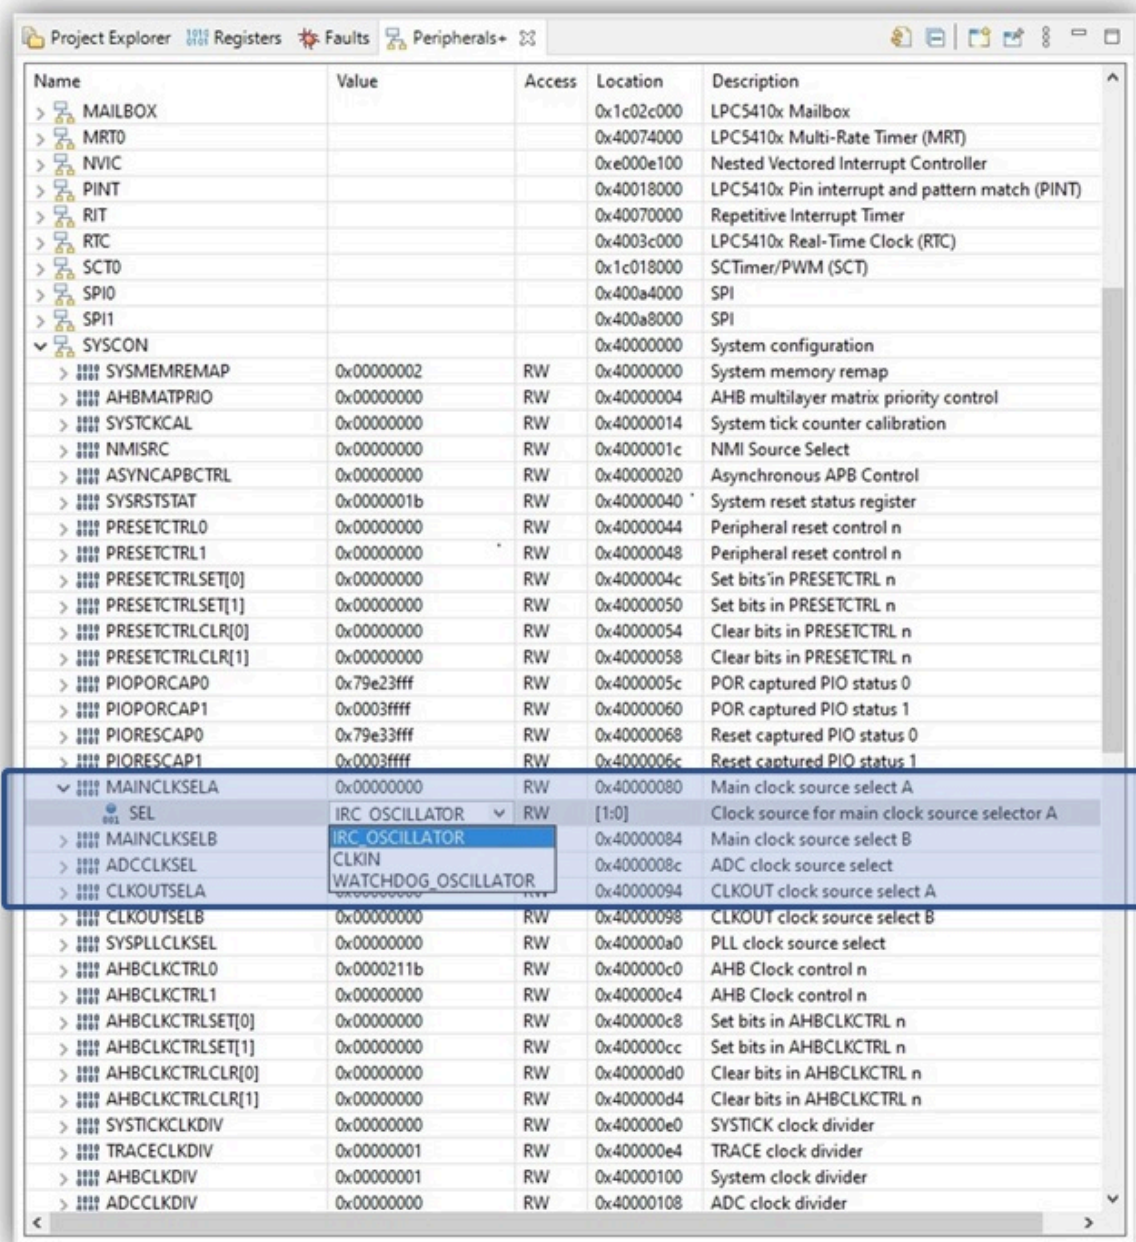 Project Explorer Registers Faults Peripherals+
Name Value Access Location Description
MAILBOX 0x1c02c000 LPC5410x Mailbox
MRT0 0x40074000 LPC5410x Multi-Rate Timer (MRT)
NVIC 0xe000e100 Nested Vectored Interrupt Controller
PINT 0x40018000 LPC5410x Pin interrupt and pattern match (PINT)
RIT 0x40070000 Repetitive Interrupt Timer
RTC 0x4003c000 LPC5410x Real-Time Clock (RTC)
SCT0 0x1c018000 SCTimer/PWM (SCT)
SPI0 0x400a4000 SPI
SPI1 0x400a8000 SPI
SYSCON 0x40000000 System configuration
SYSMEMREMAP 0x00000002 RW 0x40000000 System memory remap
AHBMATPRIO 0x00000000 RW 0x40000004 AHB multilayer matrix priority control
SYSTCKCAL 0x00000000 RW 0x40000014 System tick counter calibration
NMISRC 0x00000000 RW 0x4000001c NMI Source Select
ASYNCAPBCTRL 0x00000000 RW 0x40000020 Asynchronous APB Control
SYSRSTSTAT 0x0000001b RW 0x40000040 System reset status register
PRESETCTRL0 0x00000000 RW 0x40000044 Peripheral reset control n
PRESETCTRL1 0x00000000 RW 0x40000048 Peripheral reset control n
PRESETCTRLSET[0] 0x00000000 RW 0x4000004c Set bits in PRESETCTRL n
PRESETCTRLSET[1] 0x00000000 RW 0x40000050 Set bits in PRESETCTRL n
PRESETCTRLCLR[0] 0x00000000 RW 0x40000054 Clear bits in PRESETCTRL n
PRESETCTRLCLR[1] 0x00000000 RW 0x40000058 Clear bits in PRESETCTRL n
PIOPORCAP0 0x79e23fff RW 0x4000005c POR captured PIO status 0
PIOPORCAP1 0x0003ffff RW 0x40000060 POR captured PIO status 1
PIORESCAP0 0x79e33fff RW 0x40000068 Reset captured PIO status 0
PIORESCAP1 0x0003ffff RW 0x4000006c Reset captured PIO status 1
MAINCLKSELA 0x00000000 RW 0x40000080 Main clock source select A
SEL IRC_OSCILLATOR RW [1:0] Clock source for main clock source selector A
MAINCLKSELB IRC_OSCILLATOR 0x40000084 Main clock source select B
ADCCLKSEL CLKIN 0x4000008c ADC clock source select
WATCHDOG_OSCILLATOR
CLKOUTSELA 0x40000094 CLKOUT clock source select A
CLKOUTSELB 0x00000000 RW 0x40000098 CLKOUT clock source select B
SYSPLLCLKSEL 0x00000000 RW 0x400000a0 PLL clock source select
AHBCLKCTRL0 0x0000211b RW 0x400000c0 AHB Clock control n
AHBCLKCTRL1 0x00000000 RW 0x400000c4 AHB Clock control n
AHBCLKCTRLSET[0] 0x00000000 RW 0x400000c8 Set bits in AHBCLKCTRL n
AHBCLKCTRLSET[1] 0x00000000 RW 0x400000cc Set bits in AHBCLKCTRL n
AHBCLKCTRLCLR[0] 0x00000000 RW 0x400000d0 Clear bits in AHBCLKCTRL n
AHBCLKCTRLCLR[1] 0x00000000 RW 0x400000d4 Clear bits in AHBCLKCTRL n
SYSTICKCLKDIV 0x00000000 RW 0x400000e0 SYSTICK clock divider
TRACECLKDIV 0x00000001 RW 0x400000e4 TRACE clock divider
AHBCLKDIV 0x00000001 RW 0x40000100 System clock divider
ADCCLKDIV 0x00000000 RW 0x40000108 ADC clock divider